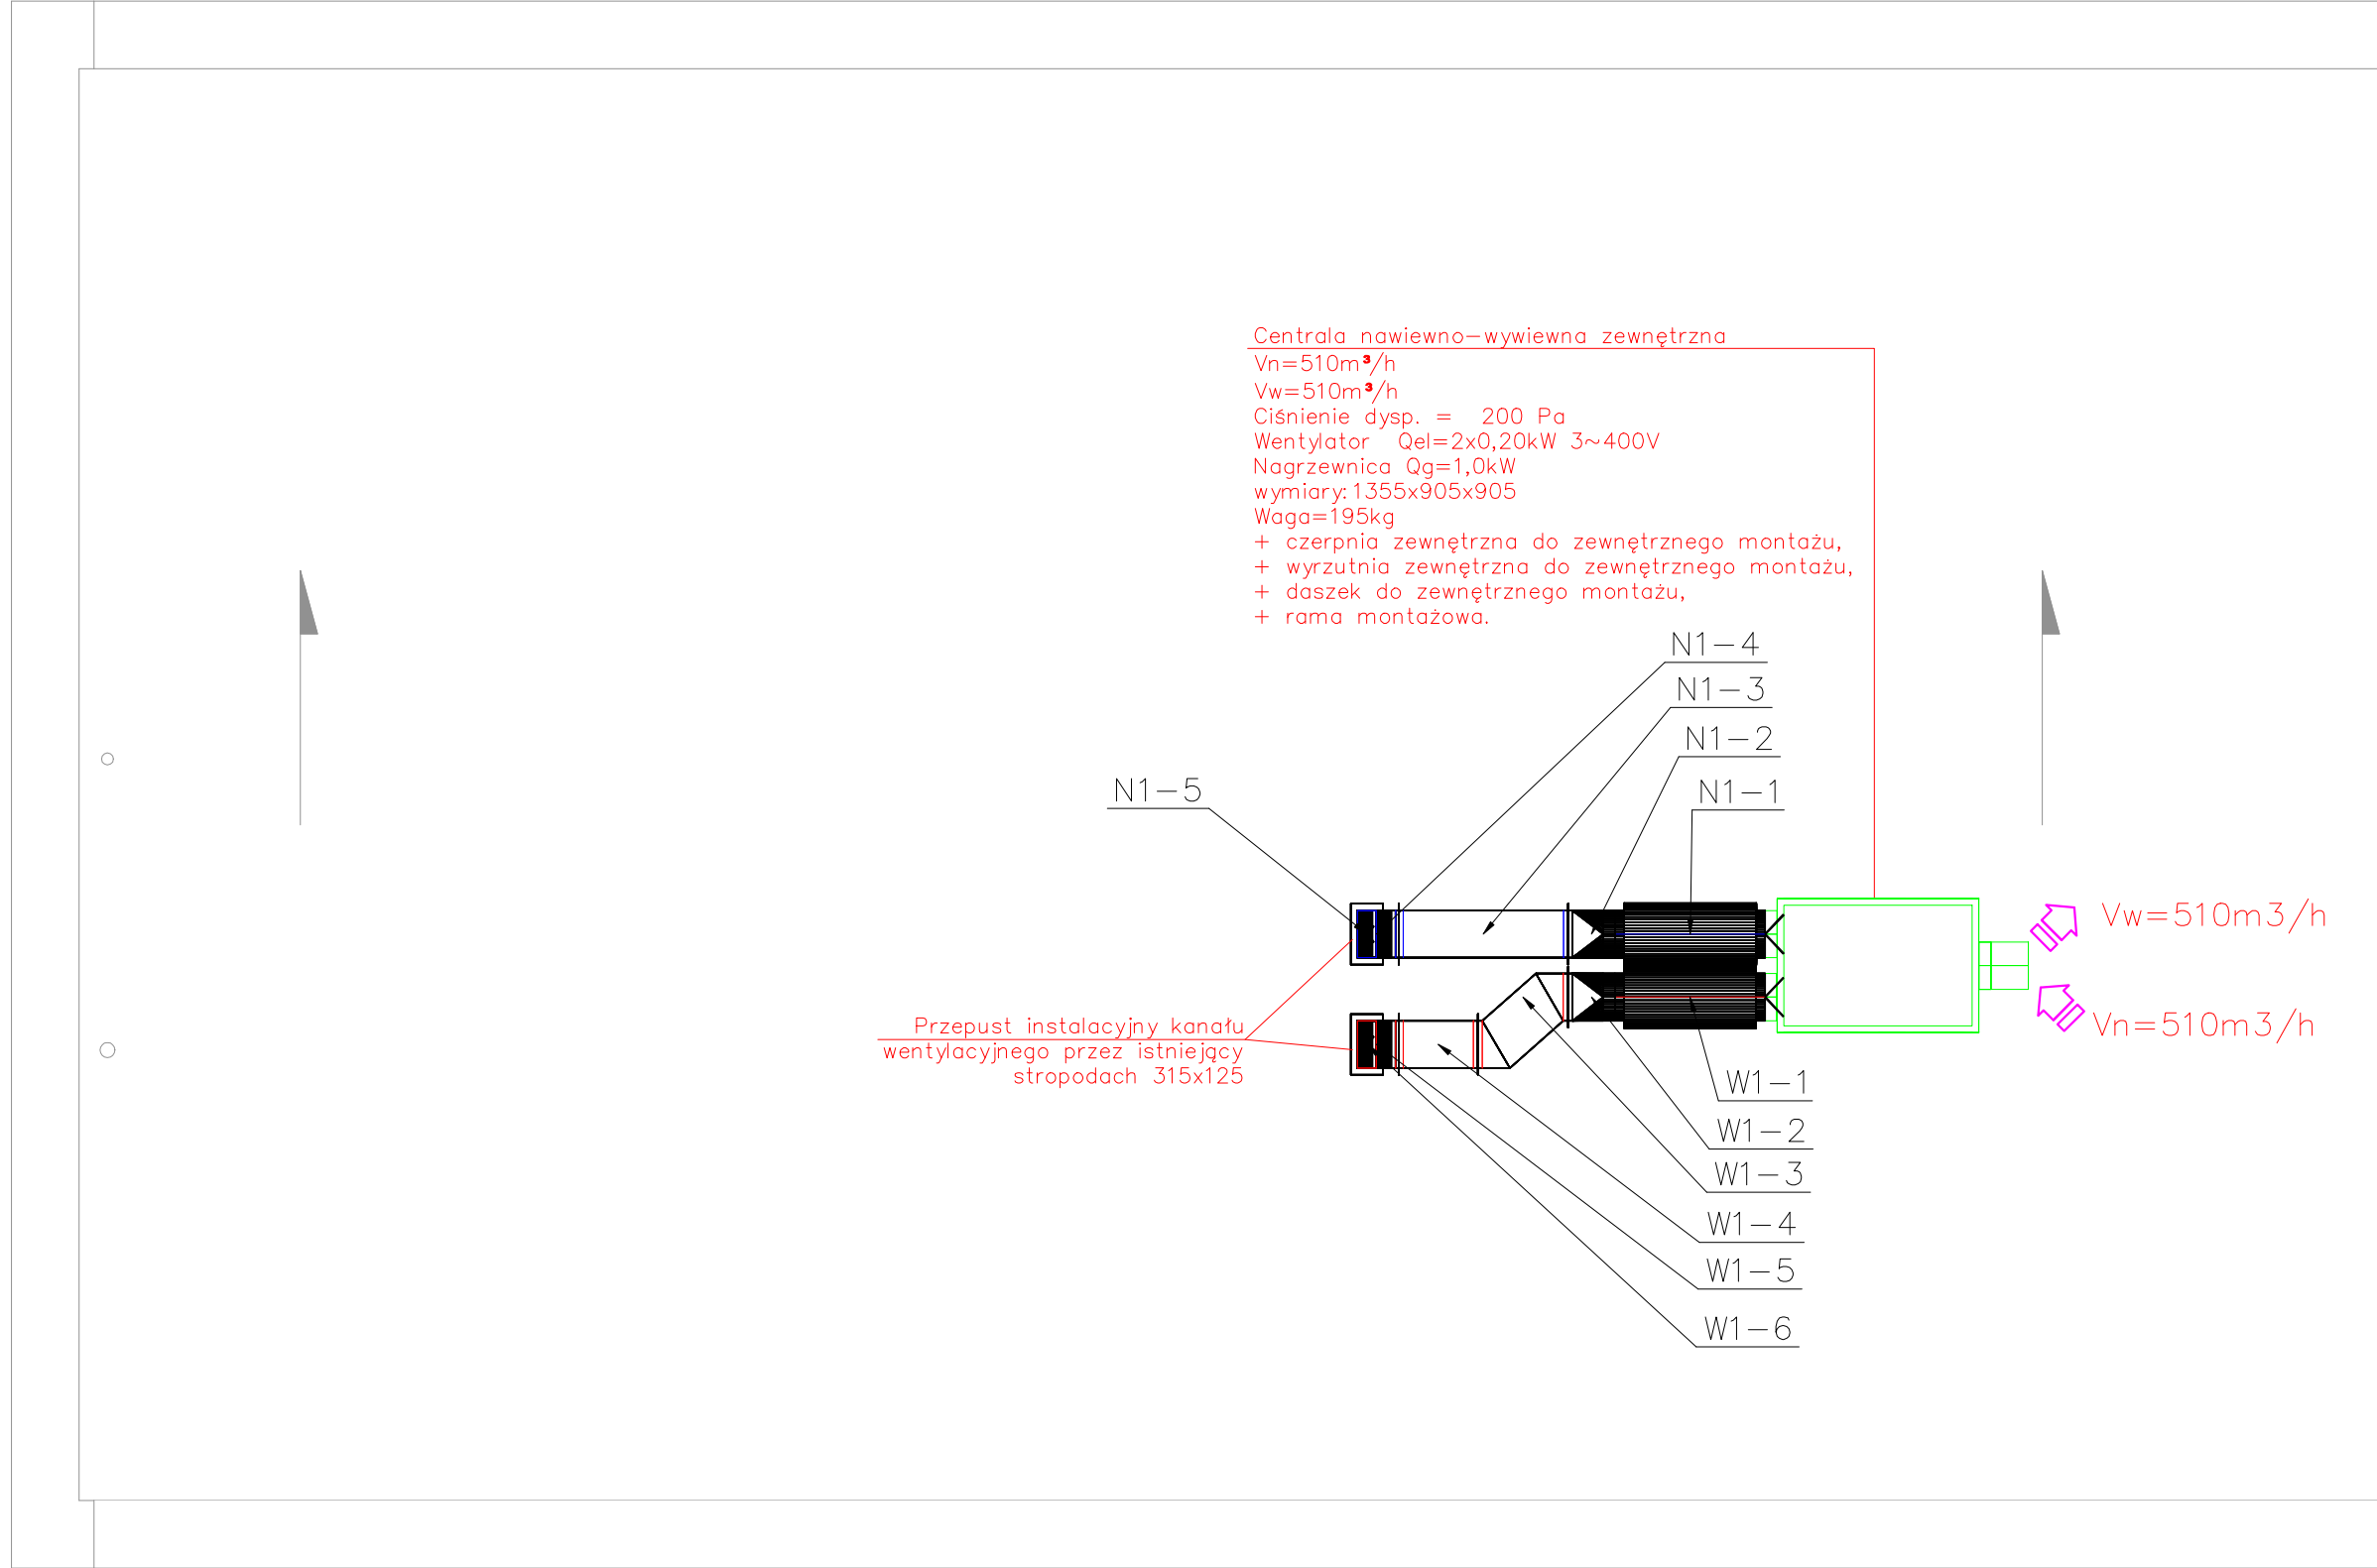 Centrala nawiewno-wywiewna zewnętrzna
Vn=510m³/h
Vw=510m³/h
Ciśnienie dysp. = 200 Pa
Wentylator Qel=2x0,20kW 3~400V
Nagrzewnica Qg=1,0kW
wymiary: 1355x905x905
Waga=195kg
+ czerpnia zewnętrzna do zewnętrznego montażu,
+ wyrzutnia zewnętrzna do zewnętrznego montażu,
+ daszek do zewnętrznego montażu,
+ rama montażowa.
N1-4
N1-3
N1-2
N1-1
N1-5
Vw=510m3/h
Vn=510m3/h
Przepust instalacyjny kanału
wentylacyjnego przez istniejący
stropodach 315x125
W1-1
W1-2
W1-3
W1-4
W1-5
W1-6